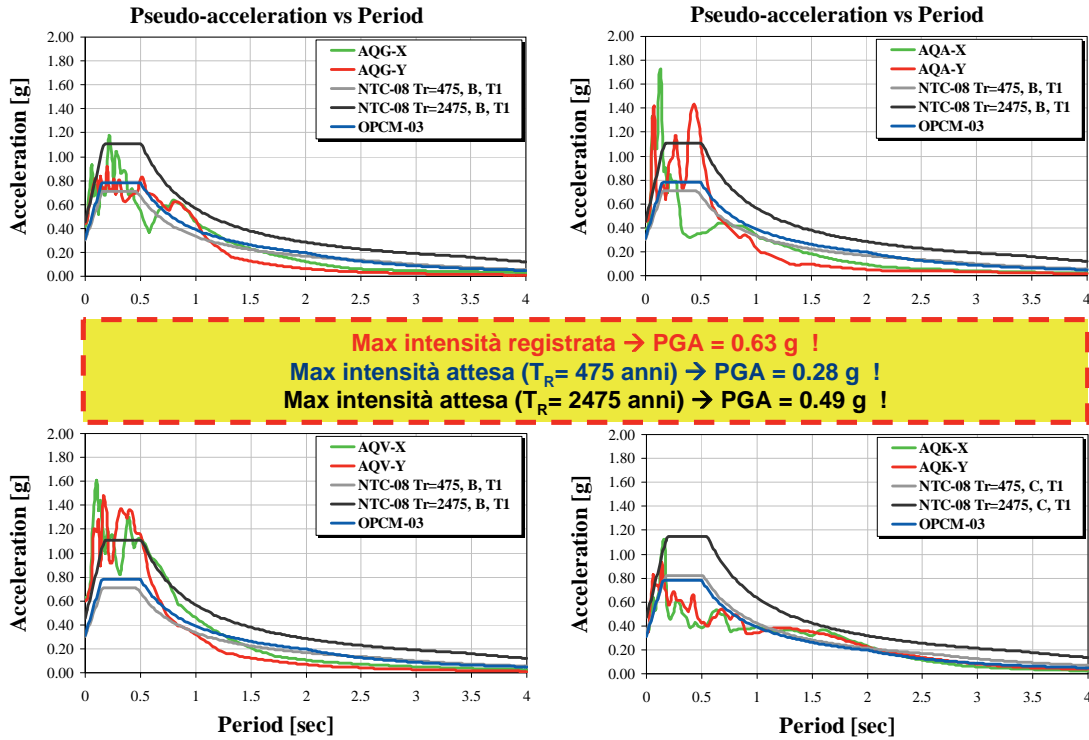 Pseudo-acceleration vs Period
Acceleration [g]
2.00
1.80
1.60
1.40
1.20
1.00
0.80
0.60
0.40
0.20
0.00
0
0.5
1
1.5
2
2.5
3
3.5
4
AQG-X
AQG-Y
NTC-08 Tr=475, B, T1
NTC-08 Tr=2475, B, T1
OPCM-03
Pseudo-acceleration vs Period
Acceleration [g]
2.00
1.80
1.60
1.40
1.20
1.00
0.80
0.60
0.40
0.20
0.00
0
0.5
1
1.5
2
2.5
3
3.5
4
AQA-X
AQA-Y
NTC-08 Tr=475, B, T1
NTC-08 Tr=2475, B, T1
OPCM-03
Max intensità registrata → PGA = 0.63 g !
Max intensità attesa (TR= 475 anni) → PGA = 0.28 g !
Max intensità attesa (TR= 2475 anni) → PGA = 0.49 g !
Acceleration [g]
2.00
1.80
1.60
1.40
1.20
1.00
0.80
0.60
0.40
0.20
0.00
0
0.5
1
1.5
2
2.5
3
3.5
4
Period [sec]
AQV-X
AQV-Y
NTC-08 Tr=475, B, T1
NTC-08 Tr=2475, B, T1
OPCM-03
Acceleration [g]
2.00
1.80
1.60
1.40
1.20
1.00
0.80
0.60
0.40
0.20
0.00
0
0.5
1
1.5
2
2.5
3
3.5
4
Period [sec]
AQK-X
AQK-Y
NTC-08 Tr=475, C, T1
NTC-08 Tr=2475, C, T1
OPCM-03